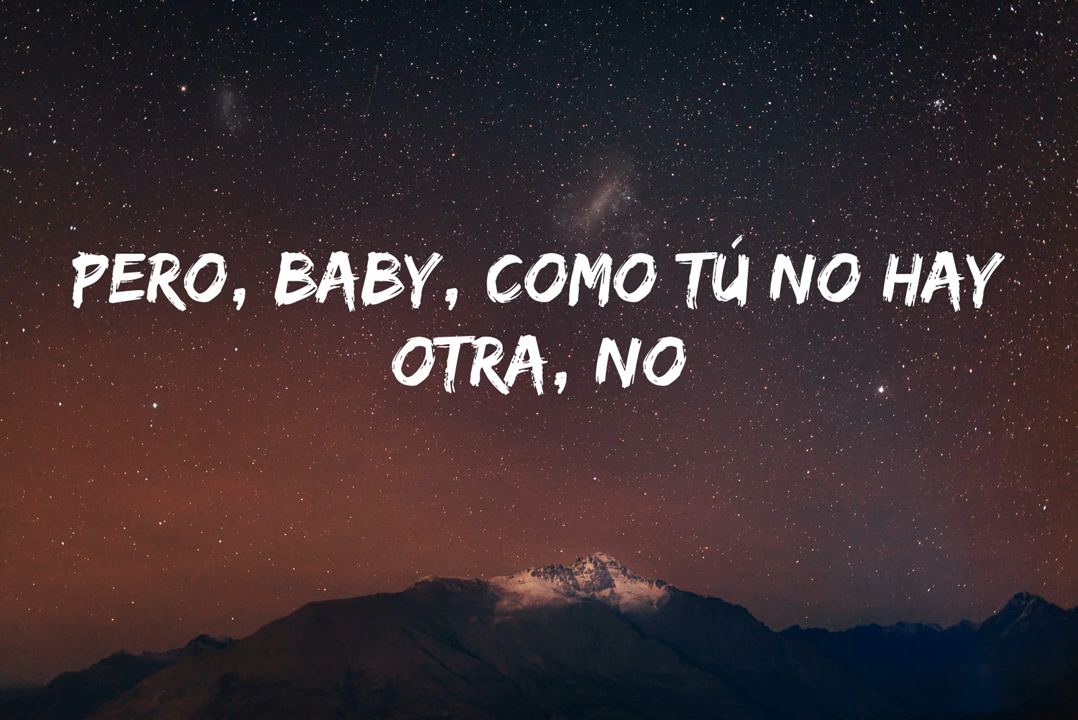 PERO, BABY, COMO TÚ NO HAY
OTRA, NO